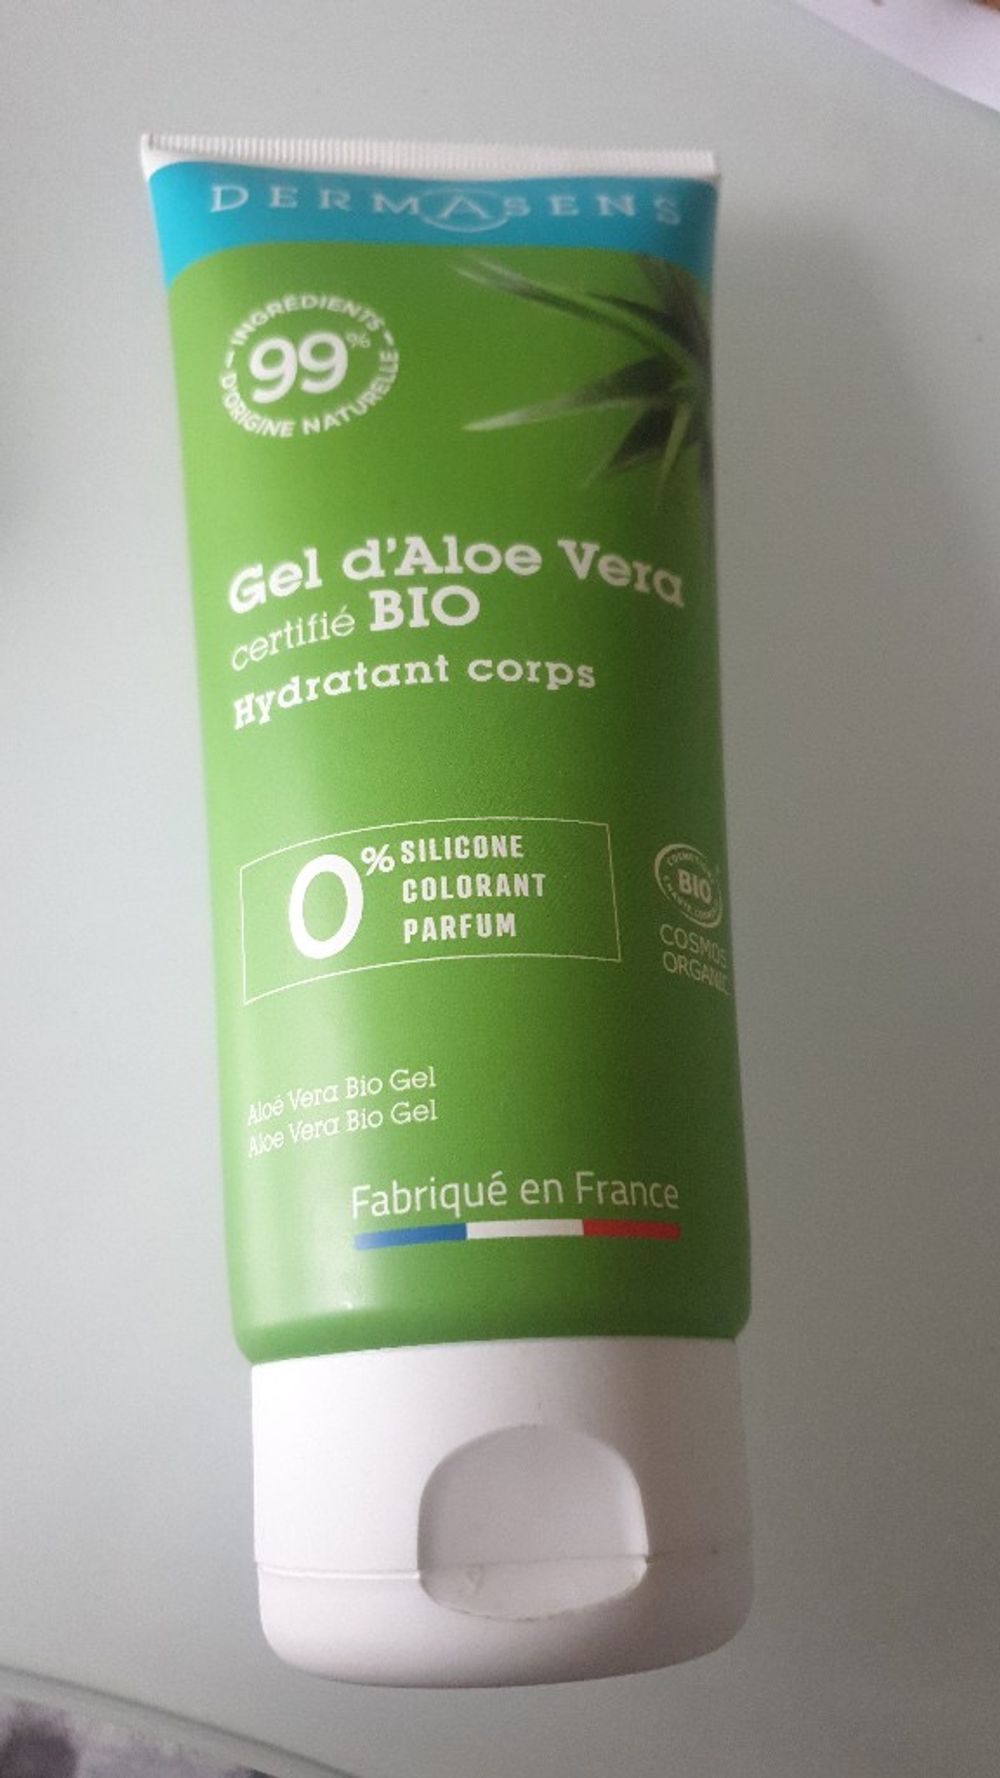 DERMASENS
INGRÉDIENTS
99%
D'ORIGINE NATURELLE
Gel d'Aloe Vera
certifié BIO
Hydratant corps
0% SILICONE
COLORANT
PARFUM
BIO
COSMOS
ORGANIC
Aloé Vera Bio Gel
Aloe Vera Bio Gel
Fabriqué en France